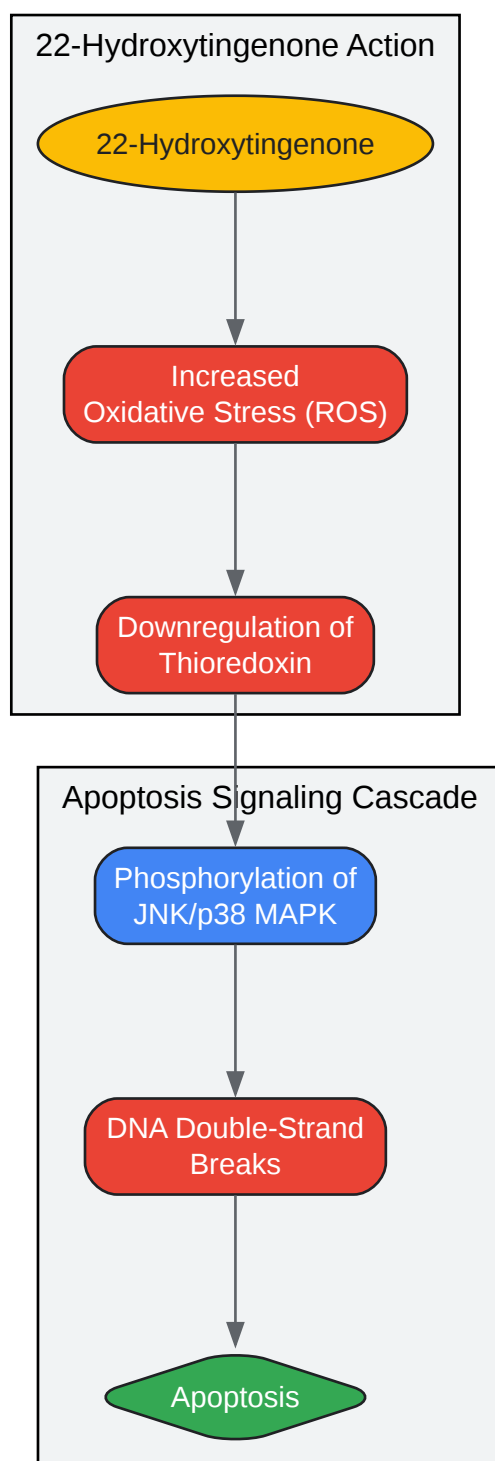 22-Hydroxytingenone Action
22-Hydroxytingenone
Increased
Oxidative Stress (ROS)
Downregulation of
Thioredoxin
Apoptosis Signaling Cascade
Phosphorylation of
JNK/p38 MAPK
DNA Double-Strand
Breaks
Apoptosis